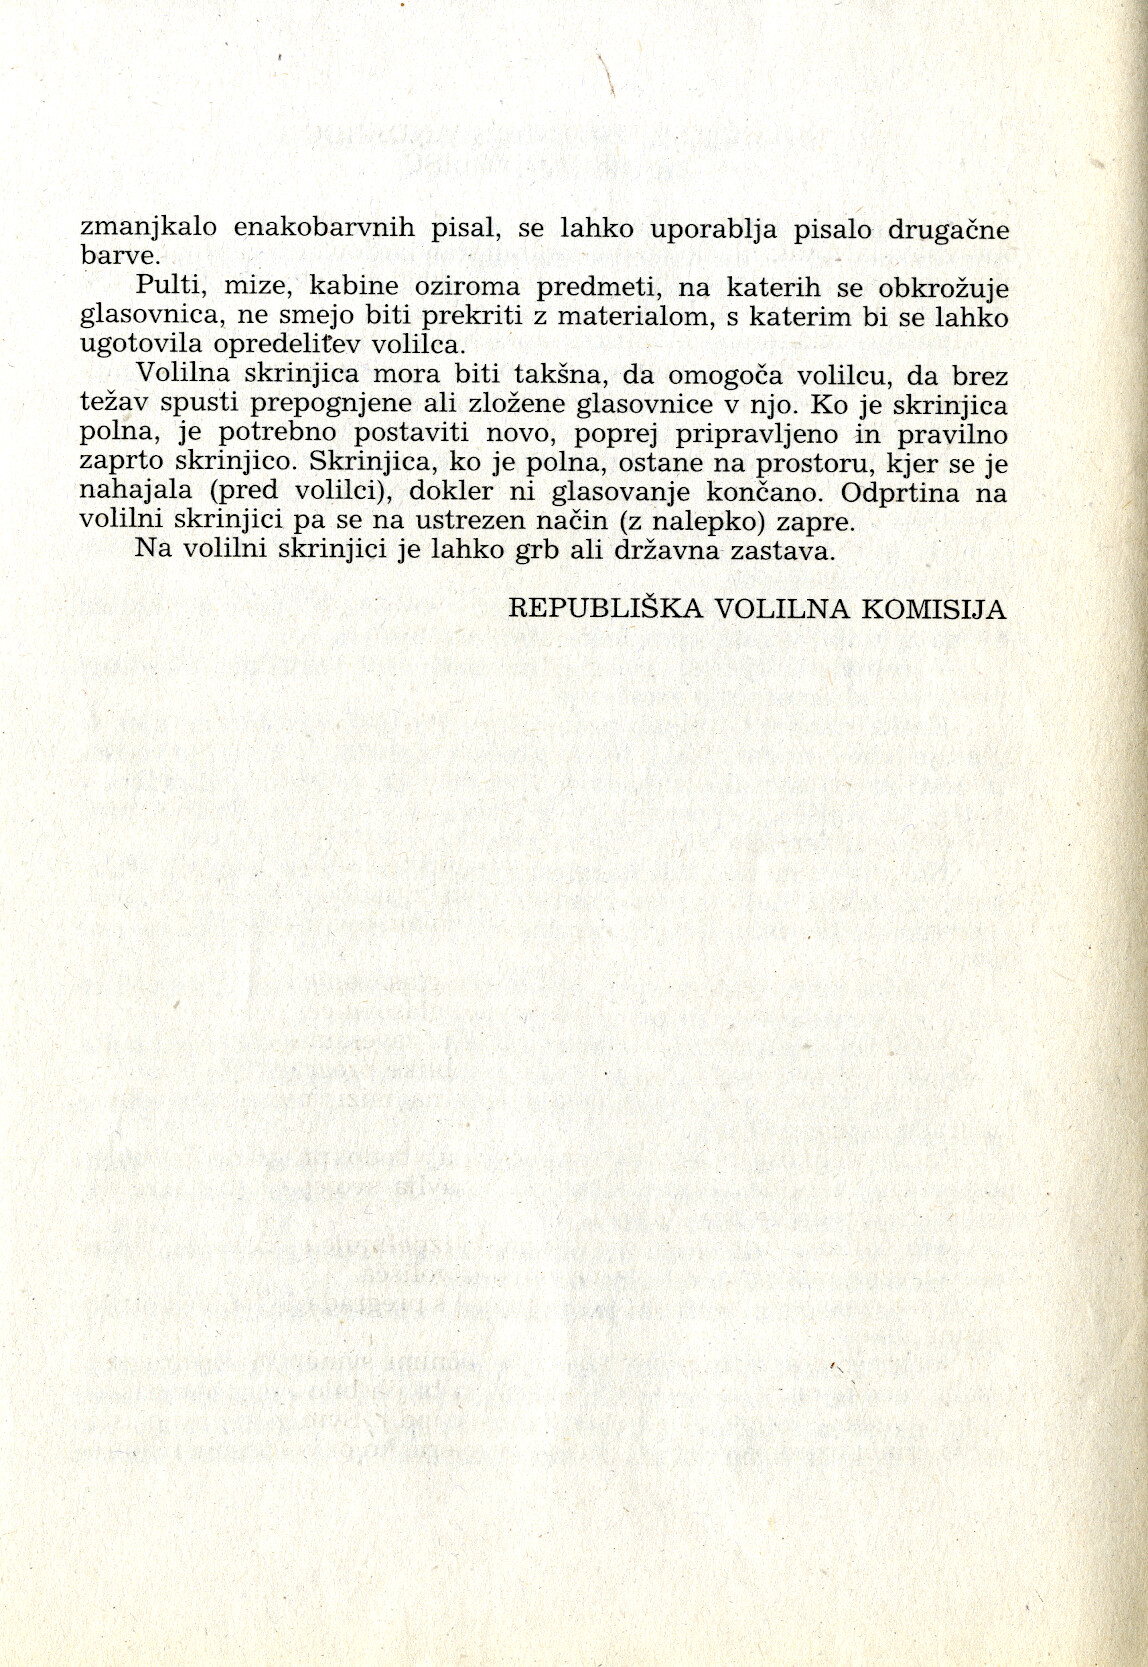 zmanjkalo enakobarvnih pisal, se lahko uporablja pisalo drugačne
barve.
Pulti, mize, kabine oziroma predmeti, na katerih se obkrožuje
glasovnica, ne smejo biti prekriti z materialom, s katerim bi se lahko
ugotovila opredelitev volilca.
Volilna skrinjica mora biti takšna, da omogoča volilcu, da brez
težav spusti prepognjene ali zložene glasovnice v njo. Ko je skrinjica
polna, je potrebno postaviti novo, poprej pripravljeno in pravilno
zaprto skrinjico. Skrinjica, ko je polna, ostane na prostoru, kjer se je
nahajala (pred volilci), dokler ni glasovanje končano. Odprtina na
volilni skrinjici pa se na ustrezen način (z nalepko) zapre.
Na volilni skrinjici je lahko grb ali državna zastava.
REPUBLIŠKA VOLILNA KOMISIJA